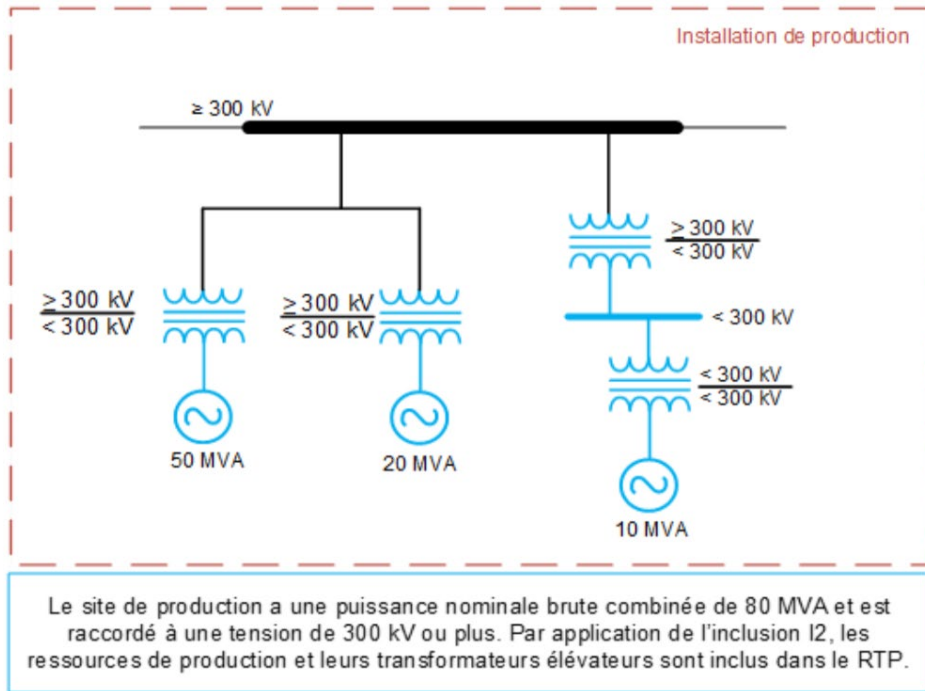 Installation de production
≥ 300 kV
≥ 300 kV
< 300 kV
≥ 300 kV
< 300 kV
≥ 300 kV
< 300 kV
< 300 kV
< 300 kV
< 300 kV
50 MVA
20 MVA
10 MVA
Le site de production a une puissance nominale brute combinée de 80 MVA et est
raccordé à une tension de 300 kV ou plus. Par application de l'inclusion I2, les
ressources de production et leurs transformateurs élévateurs sont inclus dans le RTP.